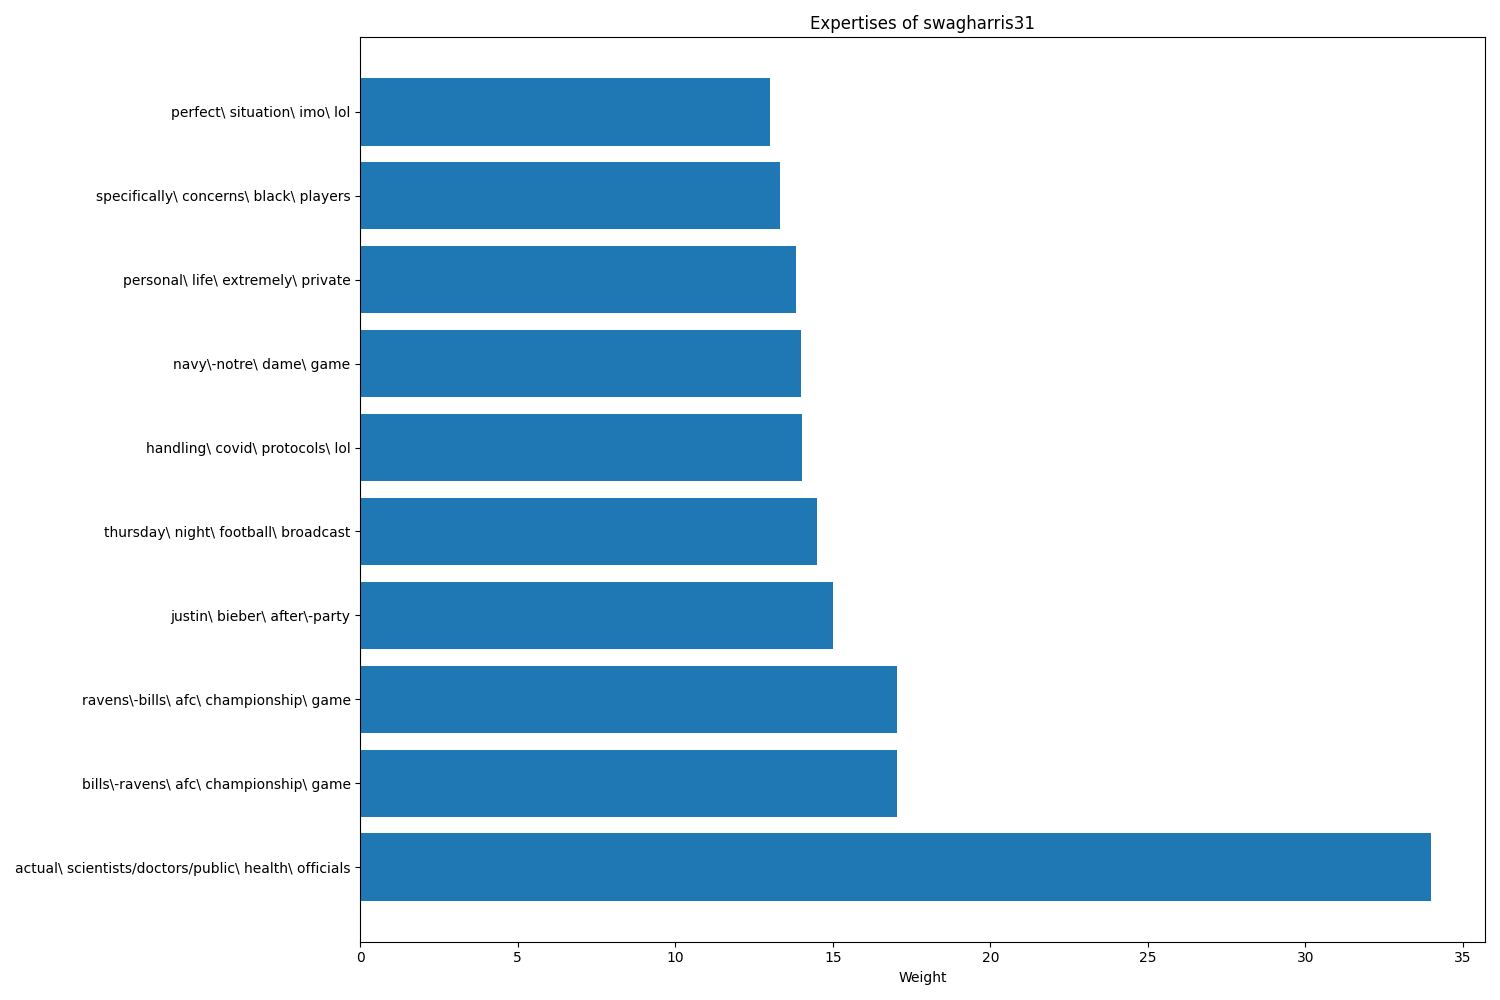 Expertises of swagharris31
perfect\ situation\ imo\ lol
specifically\ concerns\ black\ players
personal\ life\ extremely\ private
navy\-notre\ dame\ game
handling\ covid\ protocols\ lol
thursday\ night\ football\ broadcast
justin\ bieber\ after\-party
ravens\-bills\ afc\ championship\ game
bills\-ravens\ afc\ championship\ game
actual\ scientists/doctors/public\ health\ officials
0 5 10 15 20 25 30 35
Weight